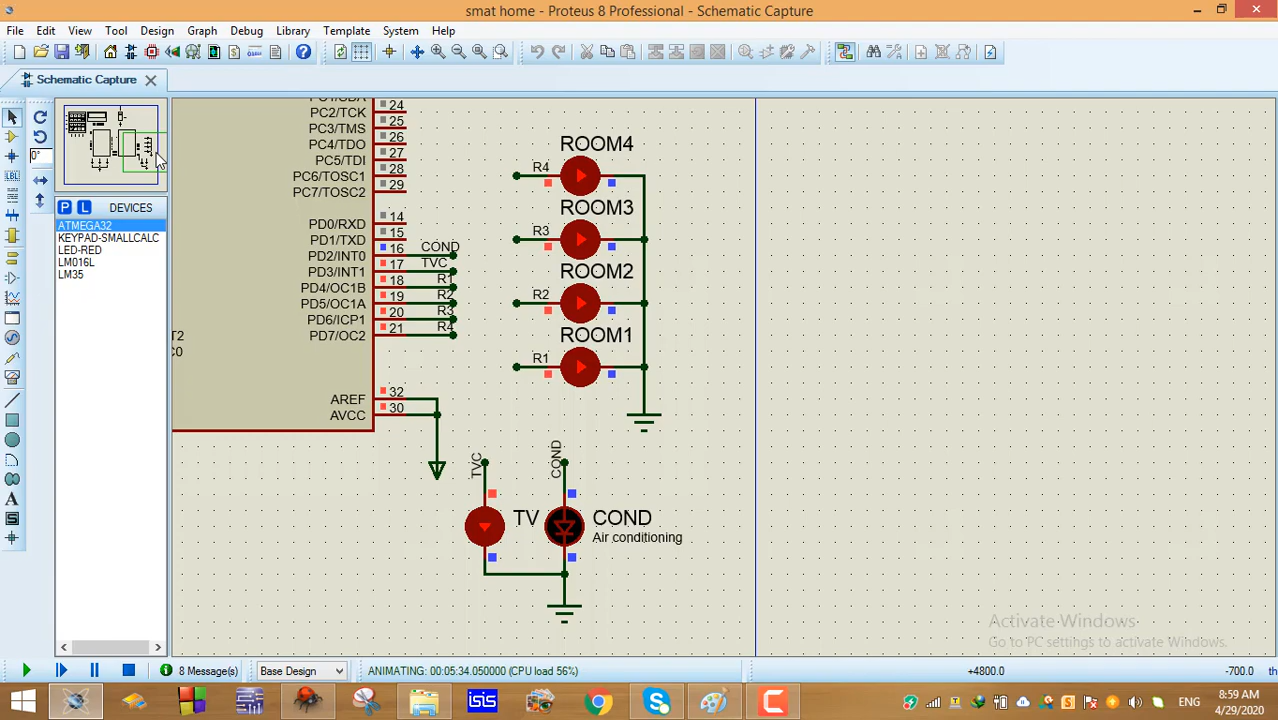 smat home - Proteus 8 Professional - Schematic Capture
File Edit View Tool Design Graph Debug Library Template System Help
Schematic Capture
0°
P L DEVICES
ATMEGA32
KEYPAD-SMALLCALC
LED-RED
LM016L
LM35
24
PC2/TCK 25
PC3/TMS 26
PC4/TDO 27
PC5/TDI 28
PC6/TOSC1 29
PC7/TOSC2
PD0/RXD 14
PD1/TXD 15
PD2/INT0 16 COND
PD3/INT1 17 TVC
PD4/OC1B 18 R1
PD5/OC1A 19 R2
PD6/ICP1 20 R3
PD7/OC2 21 R4
T2
C0
AREF 32
AVCC 30
ROOM4
R4
ROOM3
R3
ROOM2
R2
ROOM1
R1
TVC
COND
TV
COND
Air conditioning
Activate Windows
Go to PC settings to activate Windows.
8 Message(s) Base Design ANIMATING: 00:05:34.050000 (CPU load 56%) +4800.0 -700.0 th
isis
ENG
8:59 AM
4/29/2020